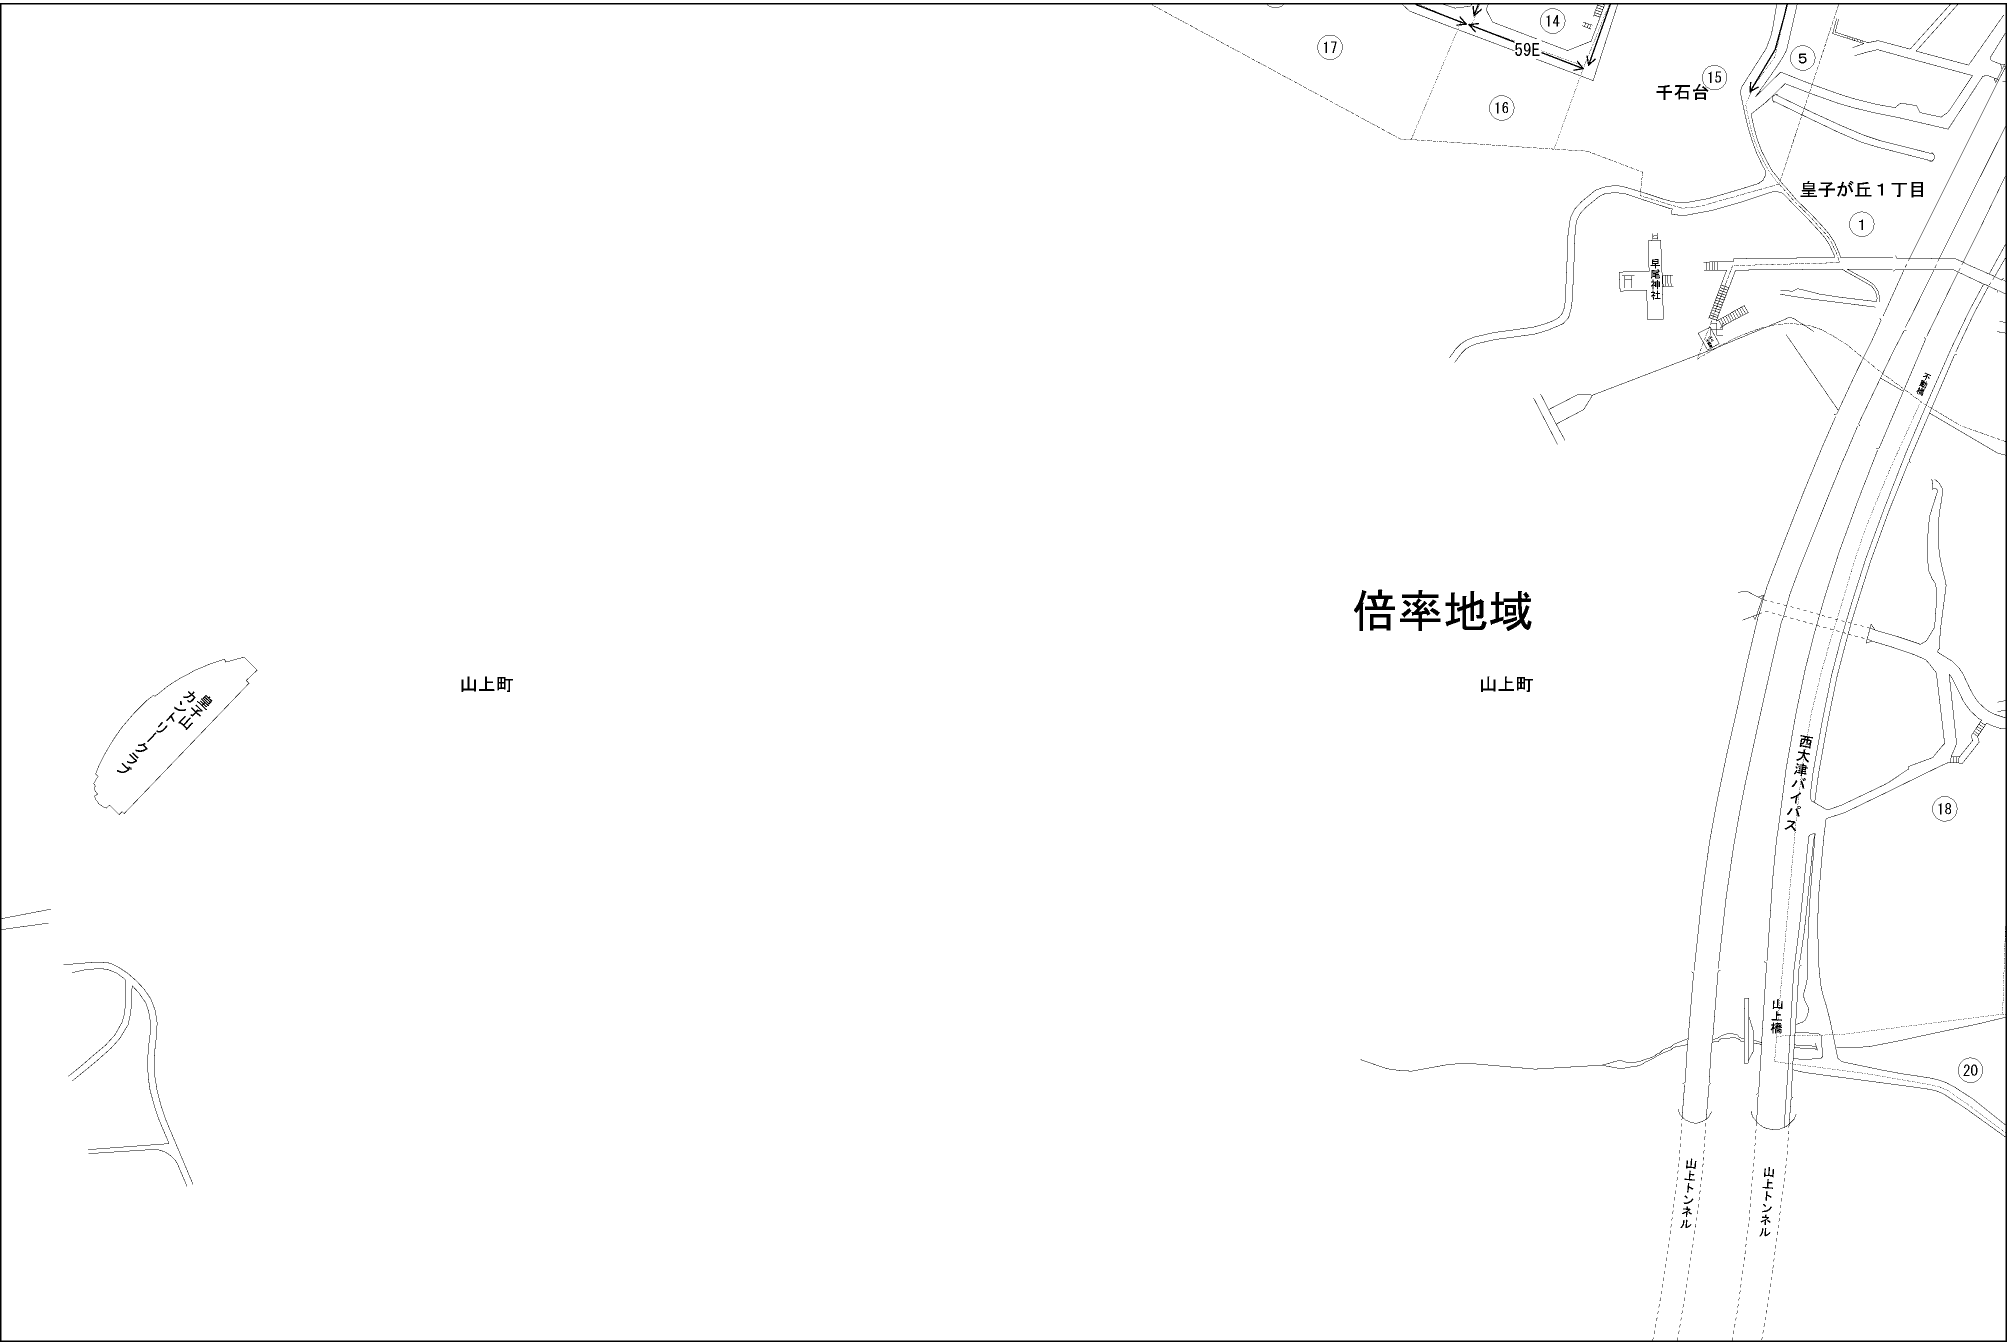 14
17
59E
5
15
千石台
16
皇子が丘１丁目
1
早尾神社
不動橋
倍率地域
山上町
山上町
皇子山
カントリークラブ
西大津バイパス
18
山上橋
20
山上トンネル
山上トンネル